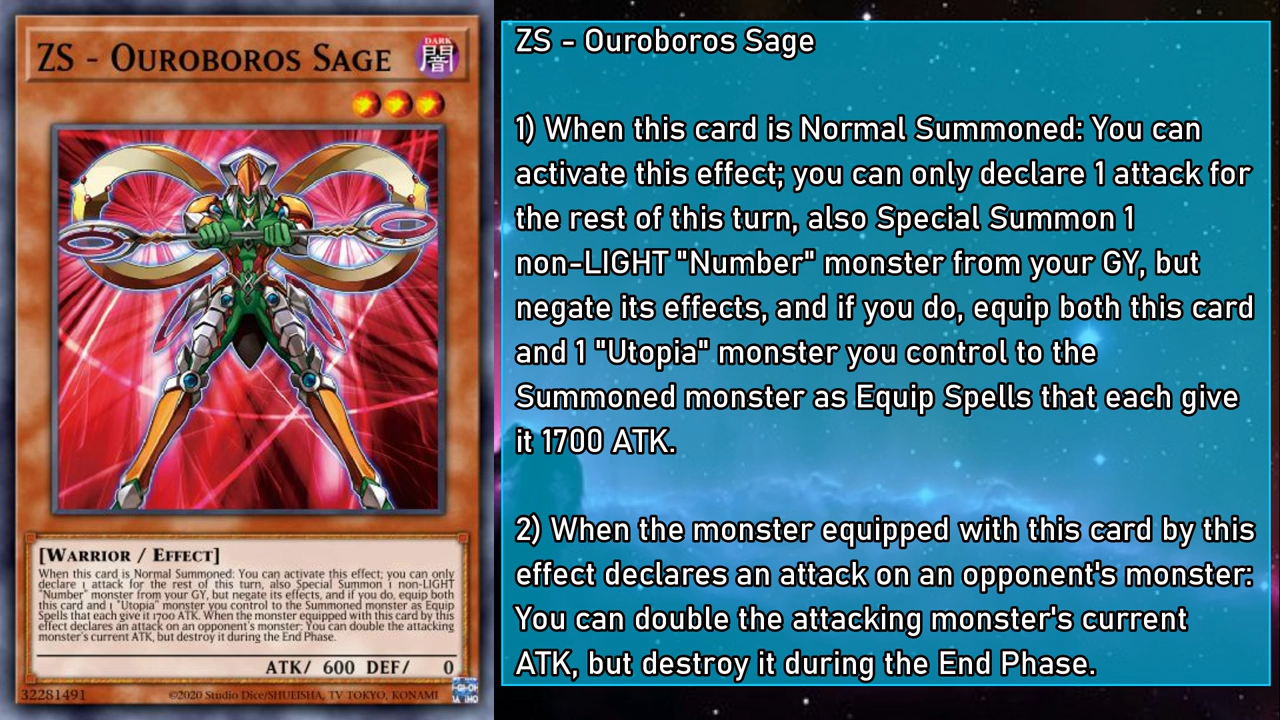 ZS - Ouroboros Sage
DARK
闇
[Warrior / Effect]
When this card is Normal Summoned: You can activate this effect; you can only
declare 1 attack for the rest of this turn, also Special Summon 1 non-LIGHT
"Number" monster from your GY, but negate its effects, and if you do, equip both
this card and 1 "Utopia" monster you control to the Summoned monster as Equip
Spells that each give it 1700 ATK. When the monster equipped with this card by this
effect declares an attack on an opponent's monster: You can double the attacking
monster's current ATK, but destroy it during the End Phase.
ATK/ 600 DEF/ 0
32281491
©2020 Studio Dice/SHUEISHA, TV TOKYO, KONAMI
ZS - Ouroboros Sage
1) When this card is Normal Summoned: You can
activate this effect; you can only declare 1 attack for
the rest of this turn, also Special Summon 1
non-LIGHT "Number" monster from your GY, but
negate its effects, and if you do, equip both this card
and 1 "Utopia" monster you control to the
Summoned monster as Equip Spells that each give
it 1700 ATK.
2) When the monster equipped with this card by this
effect declares an attack on an opponent's monster:
You can double the attacking monster's current
ATK, but destroy it during the End Phase.